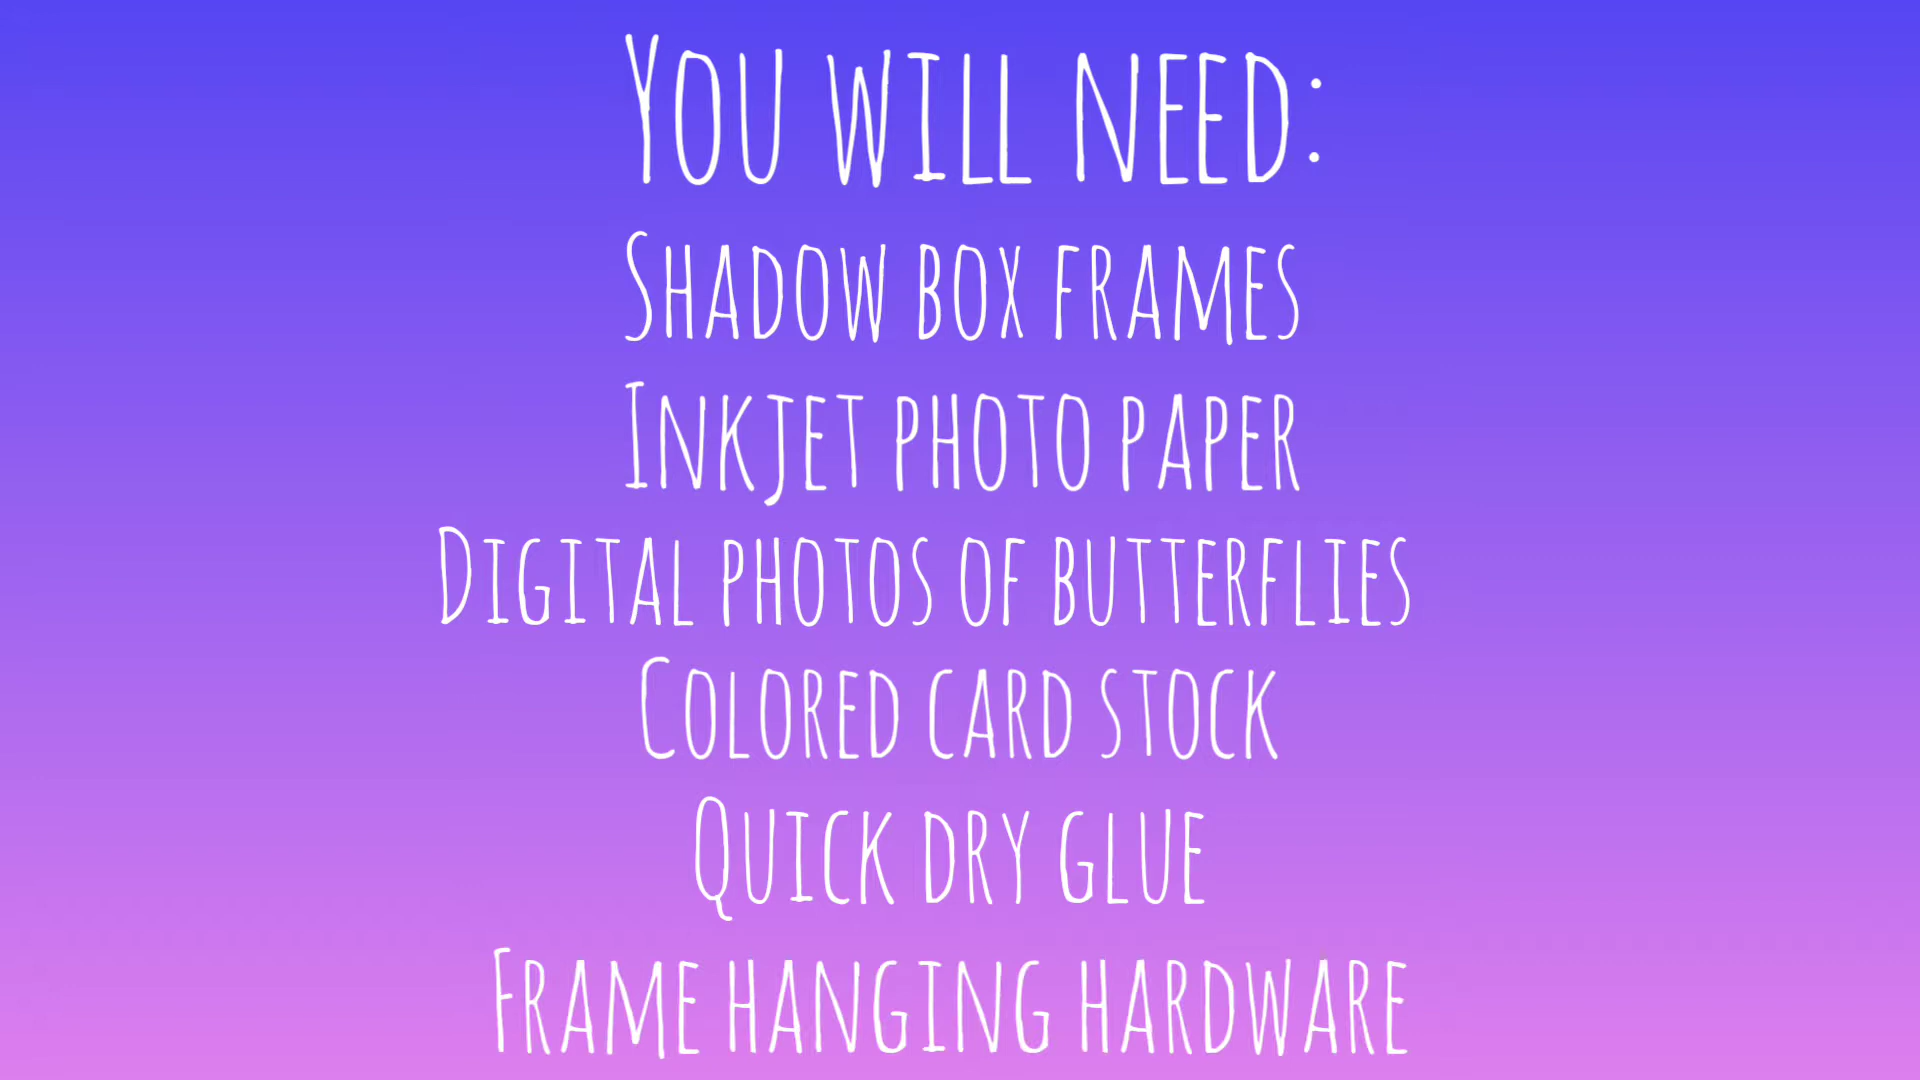 You will need:
Shadow box frames
Inkjet photo paper
Digital photos of butterflies
Colored card stock
Quick dry glue
Frame hanging hardware